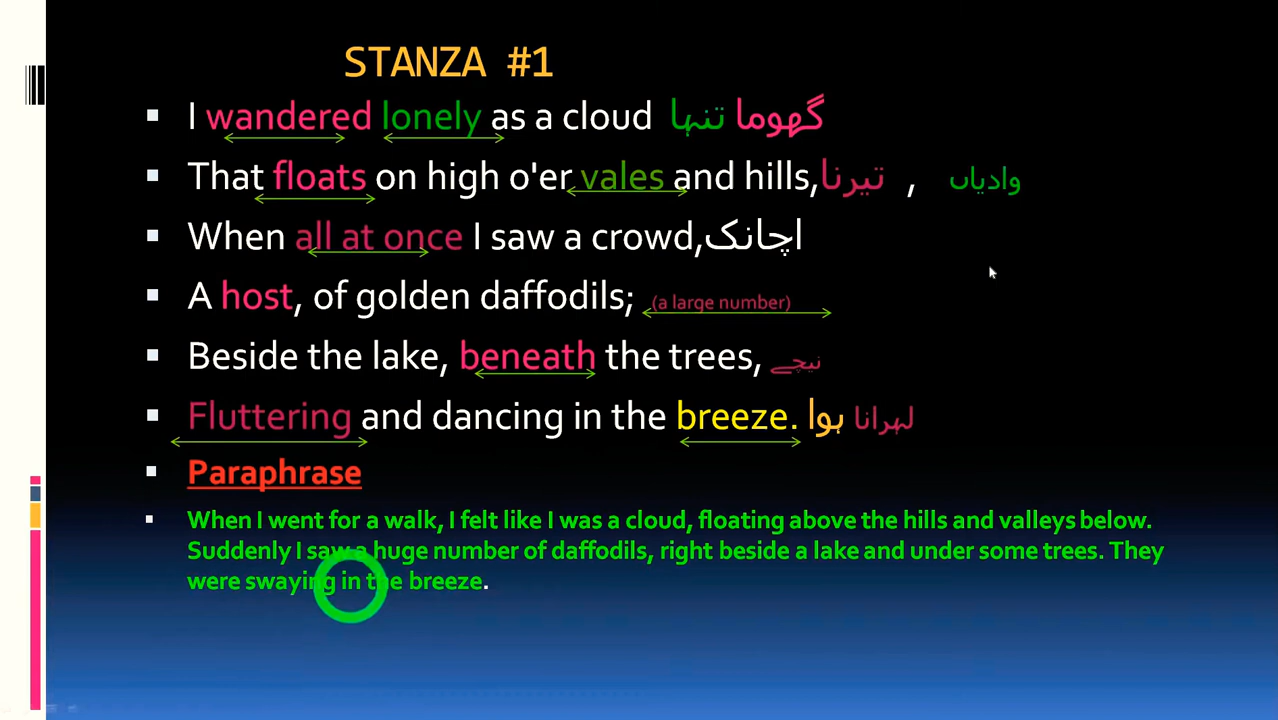 STANZA #1
I wandered lonely as a cloud تنہا گھوما
That floats on high o'er vales and hills,تیرنا , وادیاں
When all at once I saw a crowd,اچانک
A host, of golden daffodils; (a large number)
Beside the lake, beneath the trees, نیچے
Fluttering and dancing in the breeze. ہوا لہرانا
Paraphrase
When I went for a walk, I felt like I was a cloud, floating above the hills and valleys below.
Suddenly I saw a huge number of daffodils, right beside a lake and under some trees. They
were swaying in the breeze.